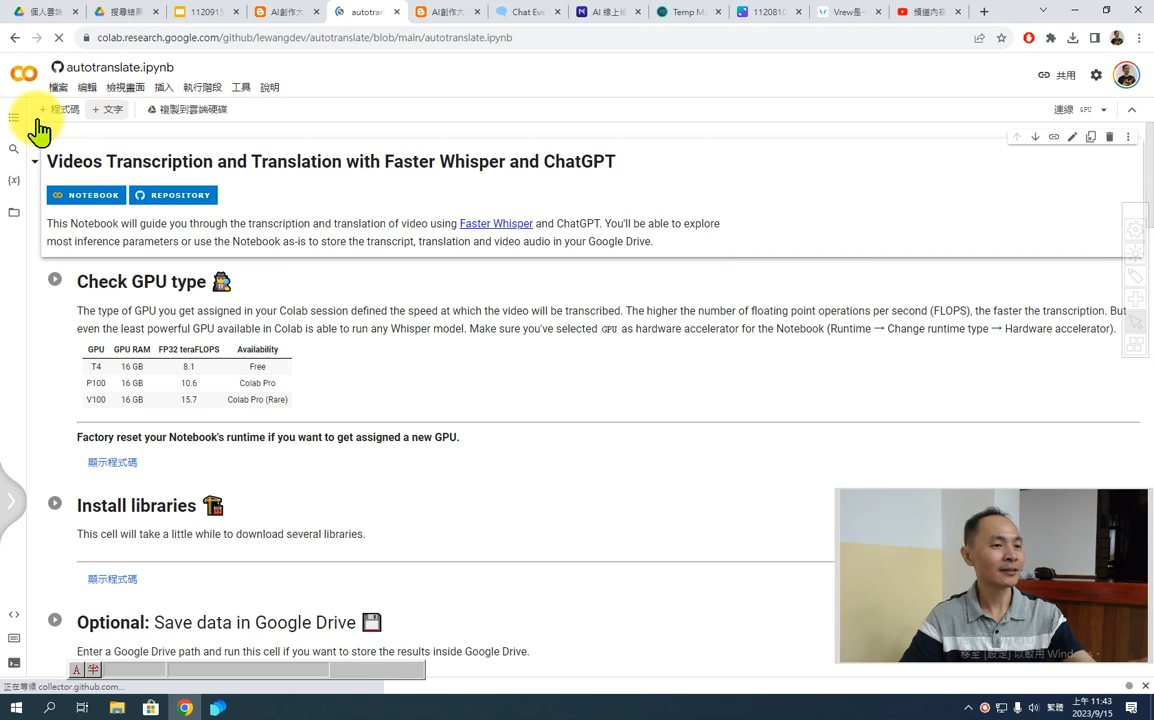 個人雲端
搜尋結果
1120915
AI創作大
autotran
AI創作大
Chat Eve
AI 線上修
Temp Ma
1120810
Vrew是一
頻道內容
colab.research.google.com/github/lewangdev/autotranslate/blob/main/autotranslate.ipynb
autotranslate.ipynb
共用
檔案 編輯 檢視畫面 插入 執行階段 工具 說明
+ 程式碼 + 文字 複製到雲端硬碟
連線 GPU
Videos Transcription and Translation with Faster Whisper and ChatGPT
NOTEBOOK REPOSITORY
This Notebook will guide you through the transcription and translation of video using Faster Whisper and ChatGPT. You'll be able to explore
most inference parameters or use the Notebook as-is to store the transcript, translation and video audio in your Google Drive.
Check GPU type
The type of GPU you get assigned in your Colab session defined the speed at which the video will be transcribed. The higher the number of floating point operations per second (FLOPS), the faster the transcription. But
even the least powerful GPU available in Colab is able to run any Whisper model. Make sure you've selected GPU as hardware accelerator for the Notebook (Runtime → Change runtime type → Hardware accelerator).
GPU GPU RAM FP32 teraFLOPS Availability
T4 16 GB 8.1 Free
P100 16 GB 10.6 Colab Pro
V100 16 GB 15.7 Colab Pro (Rare)
Factory reset your Notebook's runtime if you want to get assigned a new GPU.
顯示程式碼
Install libraries
This cell will take a little while to download several libraries.
顯示程式碼
Optional: Save data in Google Drive
Enter a Google Drive path and run this cell if you want to store the results inside Google Drive.
移至 [設定] 以啟用 Windows。
A 半
正在等候 collector.github.com...
繁體
上午 11:43
2023/9/15